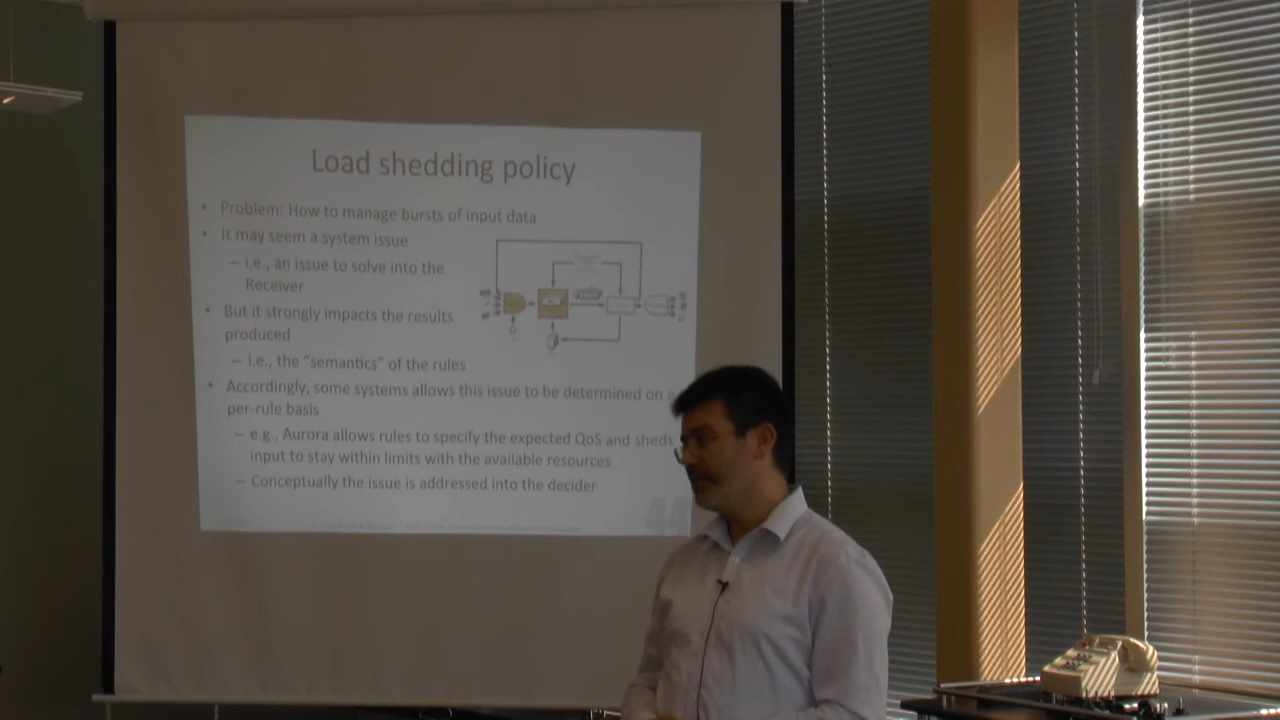 Load shedding policy
• Problem: How to manage bursts of input data
• It may seem a system issue
– i.e., an issue to solve into the
Receiver
• But it strongly impacts the results
produced
– i.e., the "semantics" of the rules
• Accordingly, some systems allows this issue to be determined on a
per-rule basis
– e.g., Aurora allows rules to specify the expected QoS and sheds
input to stay within limits with the available resources
– Conceptually the issue is addressed into the decider
44